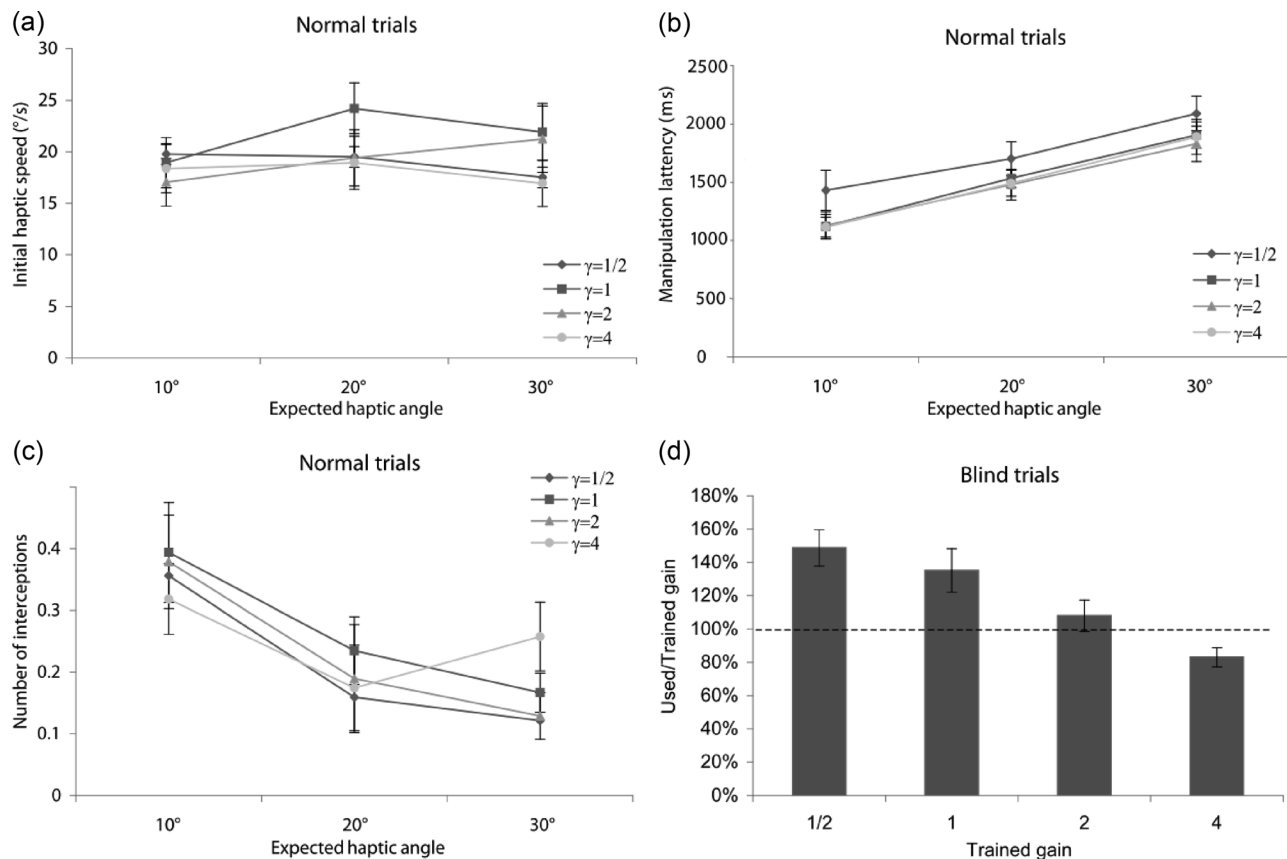 (a)
Normal trials
Initial haptic speed (°/s)
30
25
20
15
10
5
0
10°
20°
30°
Expected haptic angle
γ=1/2
γ=1
γ=2
γ=4
(b)
Normal trials
Manipulation lattency (ms)
2500
2000
1500
1000
500
0
10°
20°
30°
Expected haptic angle
γ=1/2
γ=1
γ=2
γ=4
(c)
Normal trials
Number of interceptions
0.4
0.3
0.2
0.1
0
10°
20°
30°
Expected haptic angle
γ=1/2
γ=1
γ=2
γ=4
(d)
Blind trials
Used/Trained gain
180%
160%
140%
120%
100%
80%
60%
40%
20%
0%
1/2
1
2
4
Trained gain